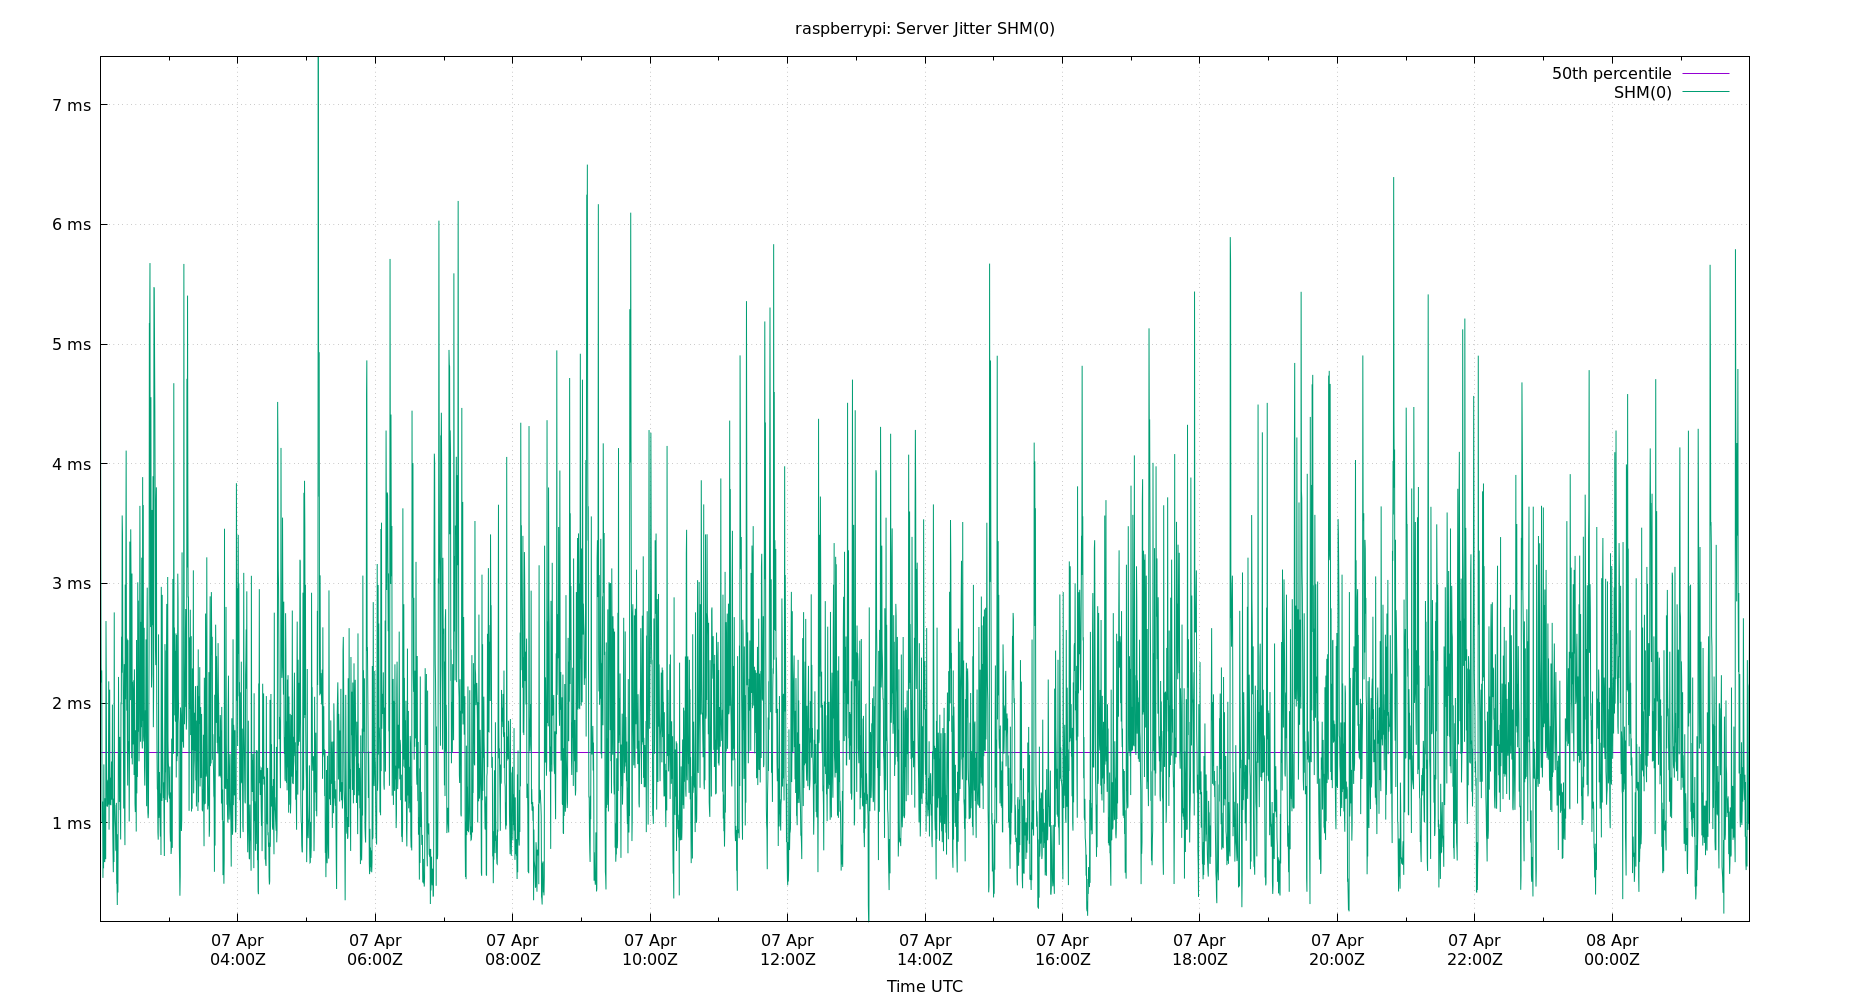 raspberrypi: Server Jitter SHM(0)
50th percentile
SHM(0)
7 ms
6 ms
5 ms
4 ms
3 ms
2 ms
1 ms
07 Apr 07 Apr 07 Apr 07 Apr 07 Apr 07 Apr 07 Apr 07 Apr 07 Apr 07 Apr 08 Apr
04:00Z 06:00Z 08:00Z 10:00Z 12:00Z 14:00Z 16:00Z 18:00Z 20:00Z 22:00Z 00:00Z
Time UTC